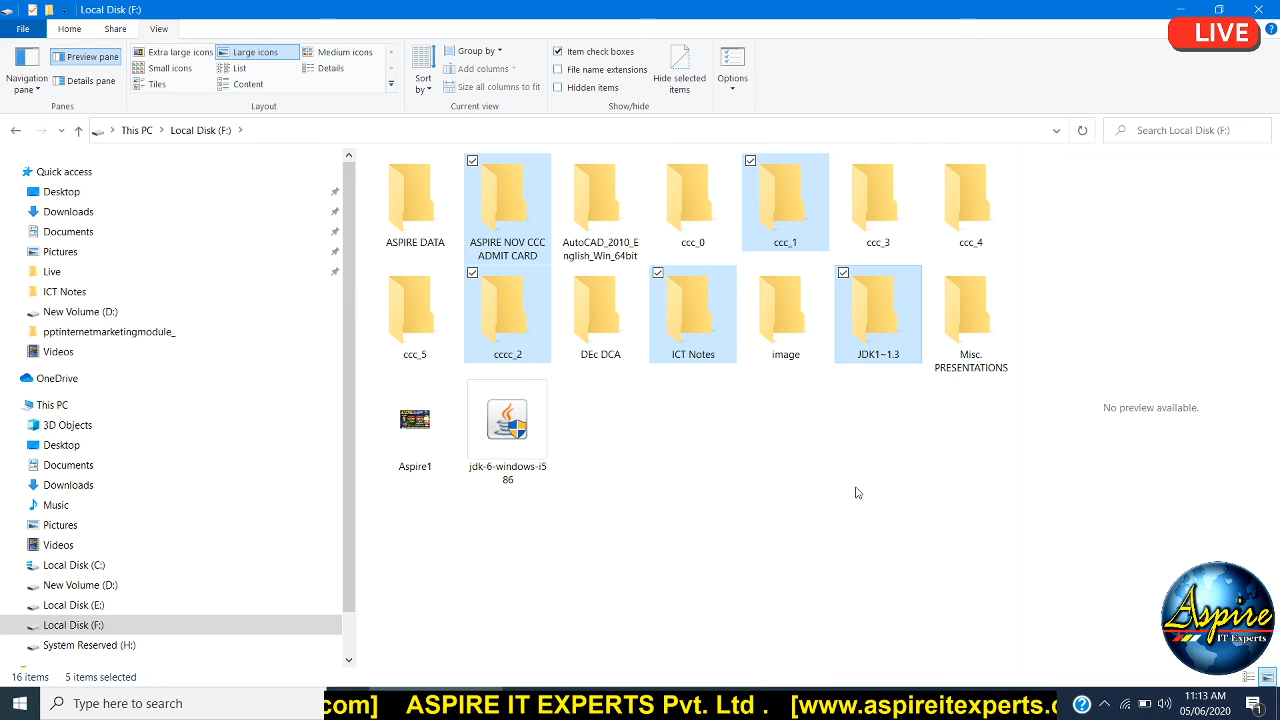 Local Disk (F:)
File Home Share View
LIVE
Navigation pane
Preview pane
Details pane
Panes
Extra large icons Large icons Medium icons
Small icons List Details
Tiles Content
Layout
Sort by
Group by
Add columns
Size all columns to fit
Current view
Item check boxes
File name extensions
Hidden items
Hide selected items
Show/hide
Options
This PC Local Disk (F:)
Search Local Disk (F:)
Quick access
Desktop
Downloads
Documents
Pictures
Live
ICT Notes
New Volume (D:)
pptinternetmarketingmodule_
Videos
OneDrive
This PC
3D Objects
Desktop
Documents
Downloads
Music
Pictures
Videos
Local Disk (C:)
New Volume (D:)
Local Disk (E:)
Local Disk (F:)
System Reserved (H:)
ASPIRE DATA
ASPIRE NOV CCC ADMIT CARD
AutoCAD_2010_English_Win_64bit
ccc_0
ccc_1
ccc_3
ccc_4
ccc_5
cccc_2
DEc DCA
ICT Notes
image
JDK1~1.3
Misc. PRESENTATIONS
Aspire1
jdk-6-windows-i586
No preview available.
Aspire
IT Experts
16 items 5 items selected
Type here to search
com] ASPIRE IT EXPERTS Pvt. Ltd . [www.aspireitexperts.c
11:13 AM
05/06/2020